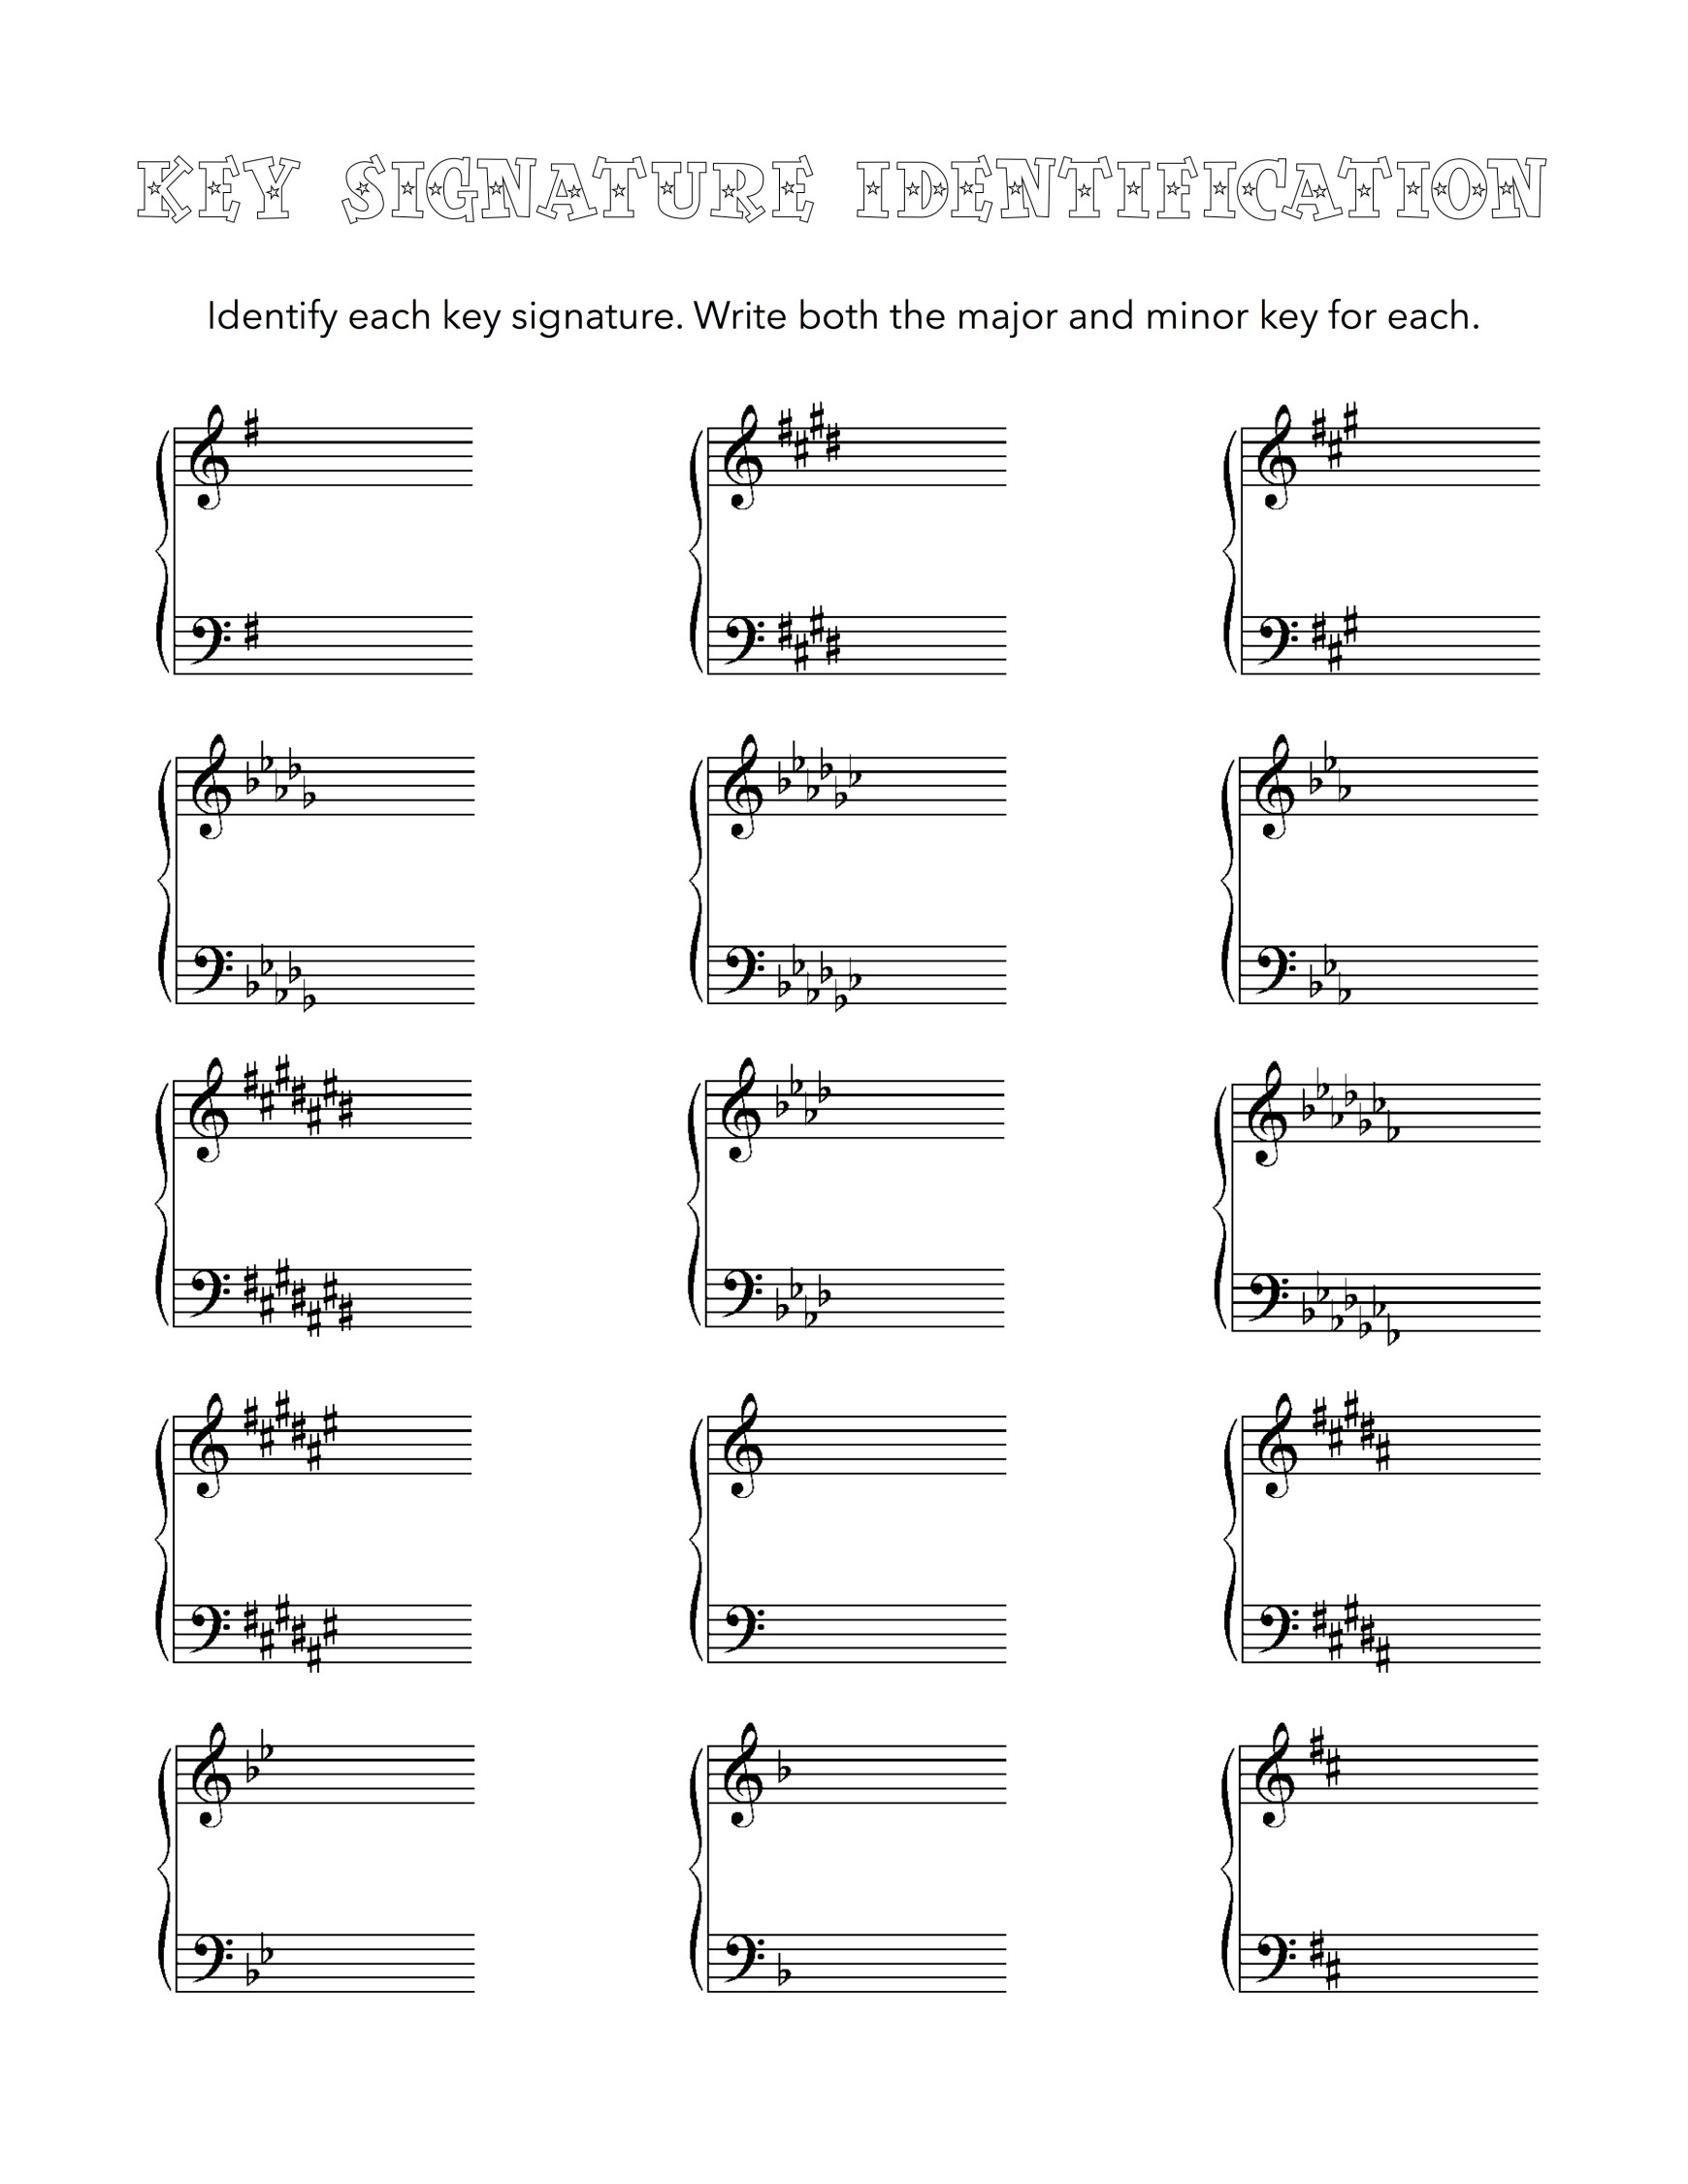 KEY SIGNATURE IDENTIFICATION
Identify each key signature. Write both the major and minor key for each.